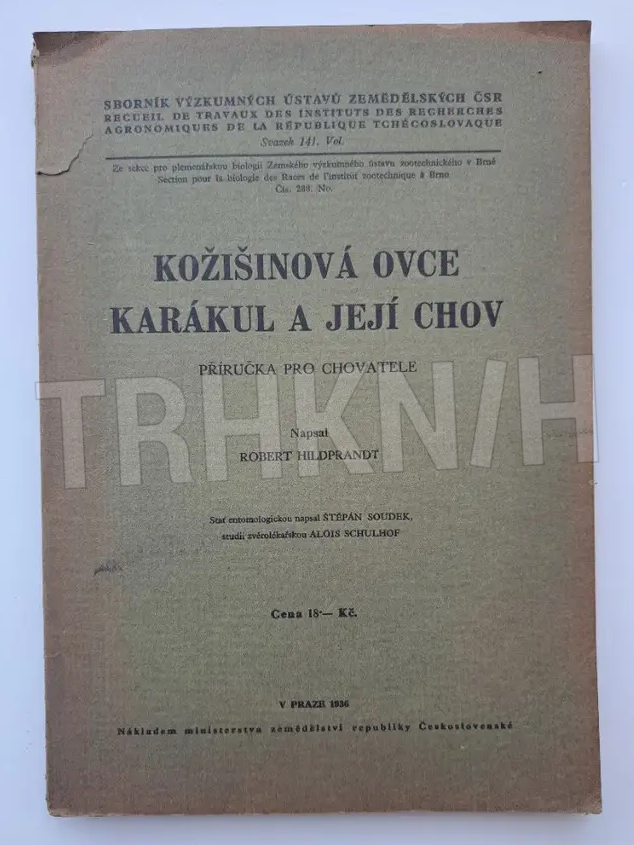 SBORNÍK VÝZKUMNÝCH ÚSTAVŮ ZEMĚDĚLSKÝCH ČSR
RECUEIL DE TRAVAUX DES INSTITUTS DES RECHERCHES
AGRONOMIQUES DE LA RÉPUBLIQUE TCHÉCOSLOVAQUE
Svazek 141. Vol.
Ze sekce pro plemenářskou biologii Zemského výzkumného ústavu zootechnického v Brně
Section pour la biologie des Races de l'institut zootechnique à Brno
Čís. 286. No.
KOŽIŠINOVÁ OVCE
KARÁKUL A JEJÍ CHOV
PŘÍRUČKA PRO CHOVATELE
TRHKNIH
Napsal
ROBERT HILDPRANDT
Stať entomologickou napsal ŠTĚPÁN SOUDEK,
studii zvěrolékařskou ALOIS SCHULHOF
Cena 18·— Kč.
V PRAZE 1936
Nákladem ministerstva zemědělství republiky Československé